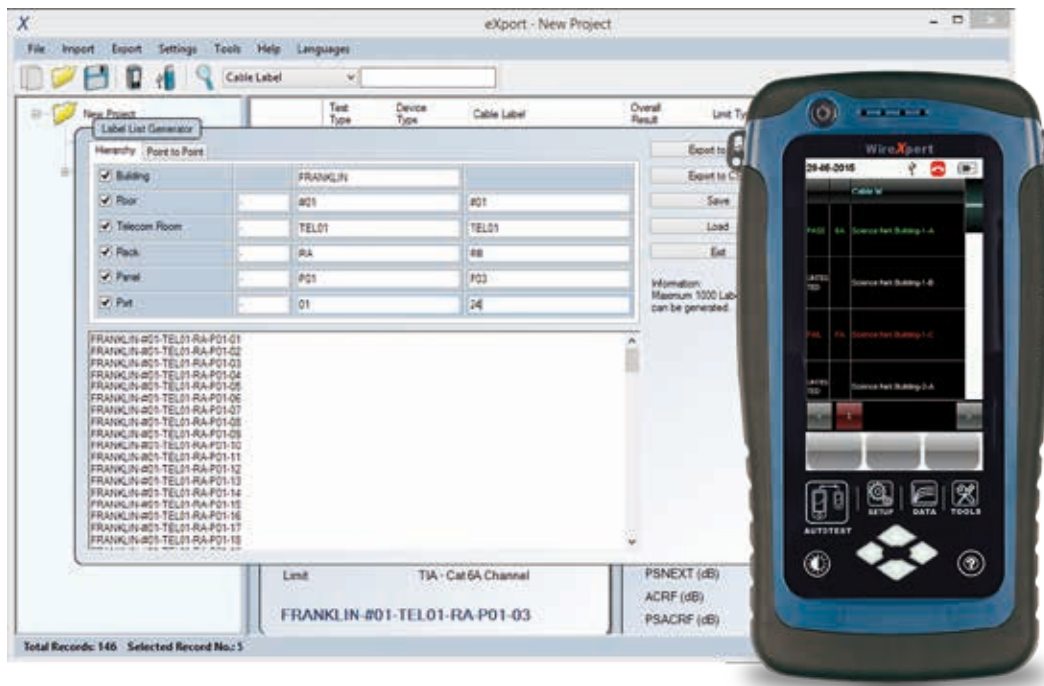 X
eXport - New Project
File Import Export Settings Tools Help Languages
Cable Label
New Project
Test Type
Device Type
Cable Label
Overall Result
Limit Ty
Label List Generator
Hierarchy Point to Point
Building FRANKLIN
Floor - #01 #01
Telecom Room - TEL01 TEL01
Rack - RA RB
Panel - P01 P03
Port - 01 24
Export to
Export to C
Save
Load
Exit
Information:
Maximum 1000 Lab
can be generated.
FRANKLIN-#01-TEL01-RA-P01-01
FRANKLIN-#01-TEL01-RA-P01-02
FRANKLIN-#01-TEL01-RA-P01-03
FRANKLIN-#01-TEL01-RA-P01-04
FRANKLIN-#01-TEL01-RA-P01-05
FRANKLIN-#01-TEL01-RA-P01-06
FRANKLIN-#01-TEL01-RA-P01-07
FRANKLIN-#01-TEL01-RA-P01-08
FRANKLIN-#01-TEL01-RA-P01-09
FRANKLIN-#01-TEL01-RA-P01-10
FRANKLIN-#01-TEL01-RA-P01-11
FRANKLIN-#01-TEL01-RA-P01-12
FRANKLIN-#01-TEL01-RA-P01-13
FRANKLIN-#01-TEL01-RA-P01-14
FRANKLIN-#01-TEL01-RA-P01-15
FRANKLIN-#01-TEL01-RA-P01-16
FRANKLIN-#01-TEL01-RA-P01-17
FRANKLIN-#01-TEL01-RA-P01-18
Limit TIA - Cat 6A Channel
FRANKLIN-#01-TEL01-RA-P01-03
PSNEXT (dB)
ACRF (dB)
PSACRF (dB)
Total Records: 146 Selected Record No.: 5
WireXpert
PASS 6A Science Park Building-1-A
UNTESTED Science Park Building-1-B
FAIL Science Park Building-1-C
UNTESTED Science Park Building-2-A
AUTOTEST
SETUP
DATA
TOOLS
?